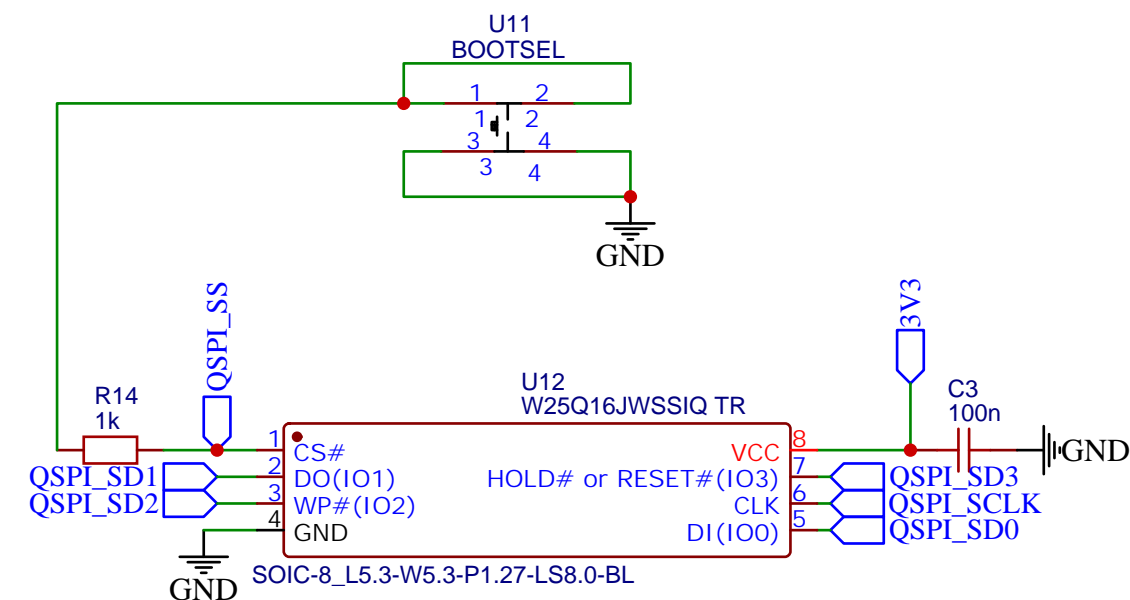 U11
BOOTSEL
1 2
1 2
3 4
3 4
GND
QSPI_SS
3V3
R14
1k
U12
W25Q16JWSSIQ TR
C3
100n
1 CS#
VCC 8
GND
QSPI_SD1 2 DO(IO1)
HOLD# or RESET#(IO3) 7 QSPI_SD3
QSPI_SD2 3 WP#(IO2)
CLK 6 QSPI_SCLK
4 GND
DI(IO0) 5 QSPI_SD0
GND
SOIC-8_L5.3-W5.3-P1.27-LS8.0-BL